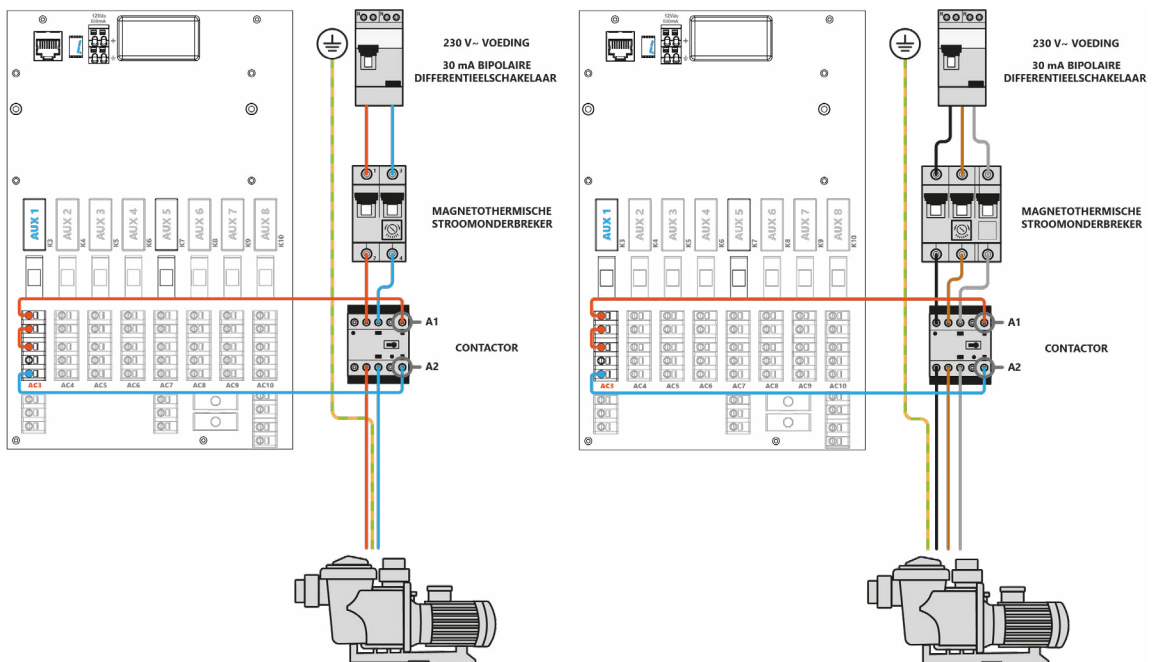 12Vdc
500mA
230 V~ VOEDING
30 mA BIPOLAIRE
DIFFERENTIEELSCHAKELAAR
MAGNETOTHERMISCHE
STROOMONDERBREKER
AUX 1
K3
AUX 2
K4
AUX 3
K5
AUX 4
K6
AUX 5
K7
AUX 6
K8
AUX 7
K9
AUX 8
K10
A1
CONTACTOR
A2
AC3 AC4 AC5 AC6 AC7 AC8 AC9 AC10
12Vdc
500mA
230 V~ VOEDING
30 mA BIPOLAIRE
DIFFERENTIEELSCHAKELAAR
MAGNETOTHERMISCHE
STROOMONDERBREKER
AUX 1
K3
AUX 2
K4
AUX 3
K5
AUX 4
K6
AUX 5
K7
AUX 6
K8
AUX 7
K9
AUX 8
K10
A1
CONTACTOR
A2
AC3 AC4 AC5 AC6 AC7 AC8 AC9 AC10